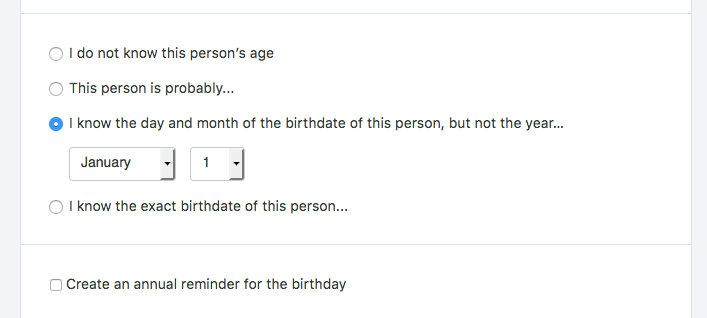 I do not know this person's age
This person is probably...
I know the day and month of the birthdate of this person, but not the year...
January 1
I know the exact birthdate of this person...
Create an annual reminder for the birthday